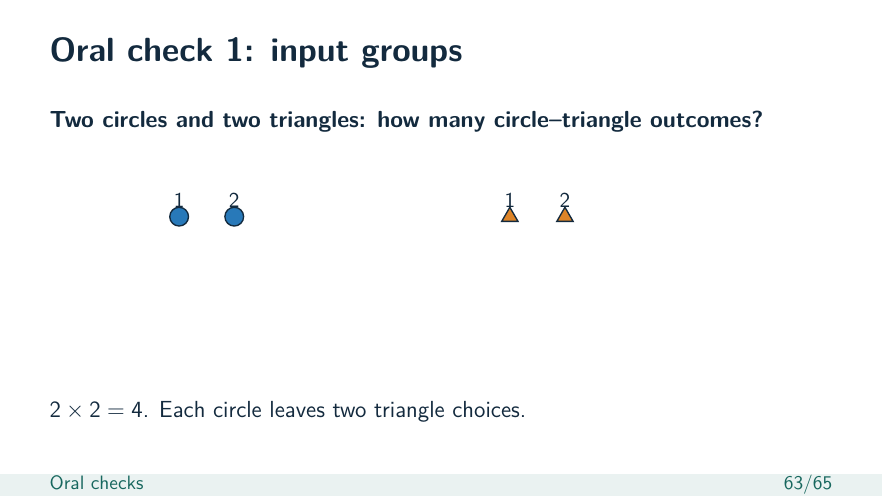 Oral check 1: input groups
Two circles and two triangles: how many circle–triangle outcomes?
1 2 1 2
2 × 2 = 4. Each circle leaves two triangle choices.
Oral checks 63/65